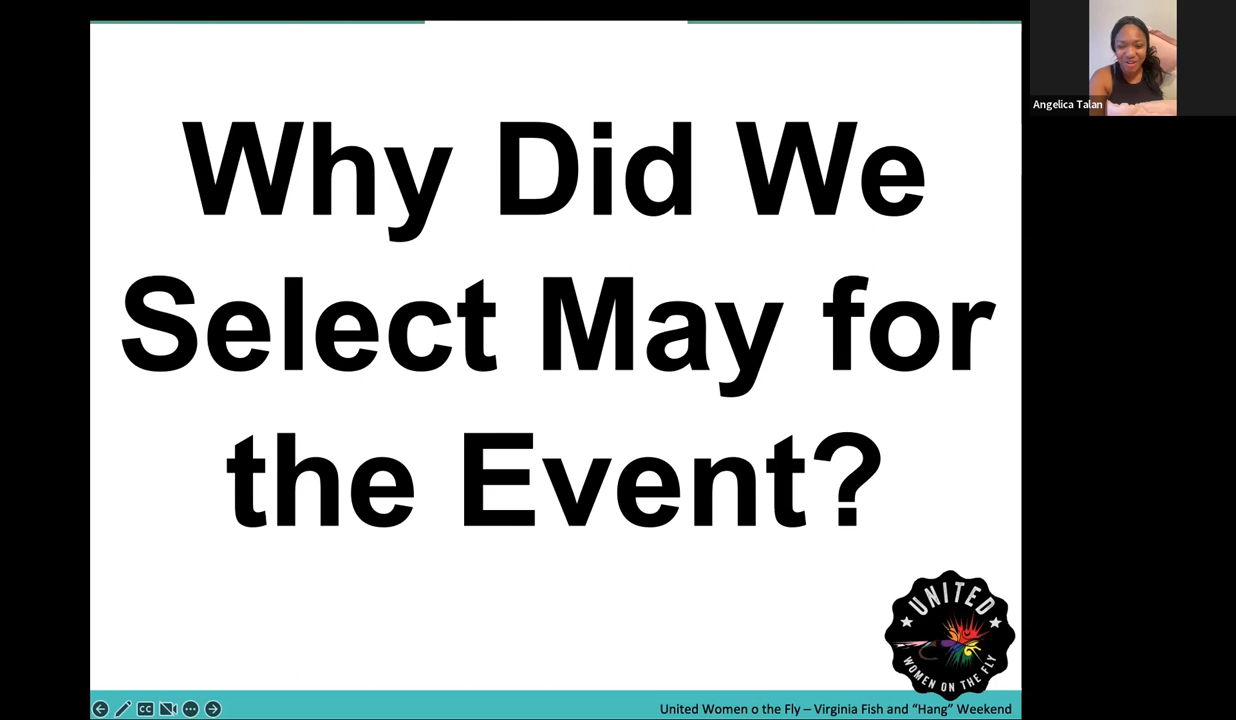 Why Did We
Select May for
the Event?
Angelica Talan
UNITED
WOMEN ON THE FLY
CC
United Women o the Fly – Virginia Fish and “Hang” Weekend